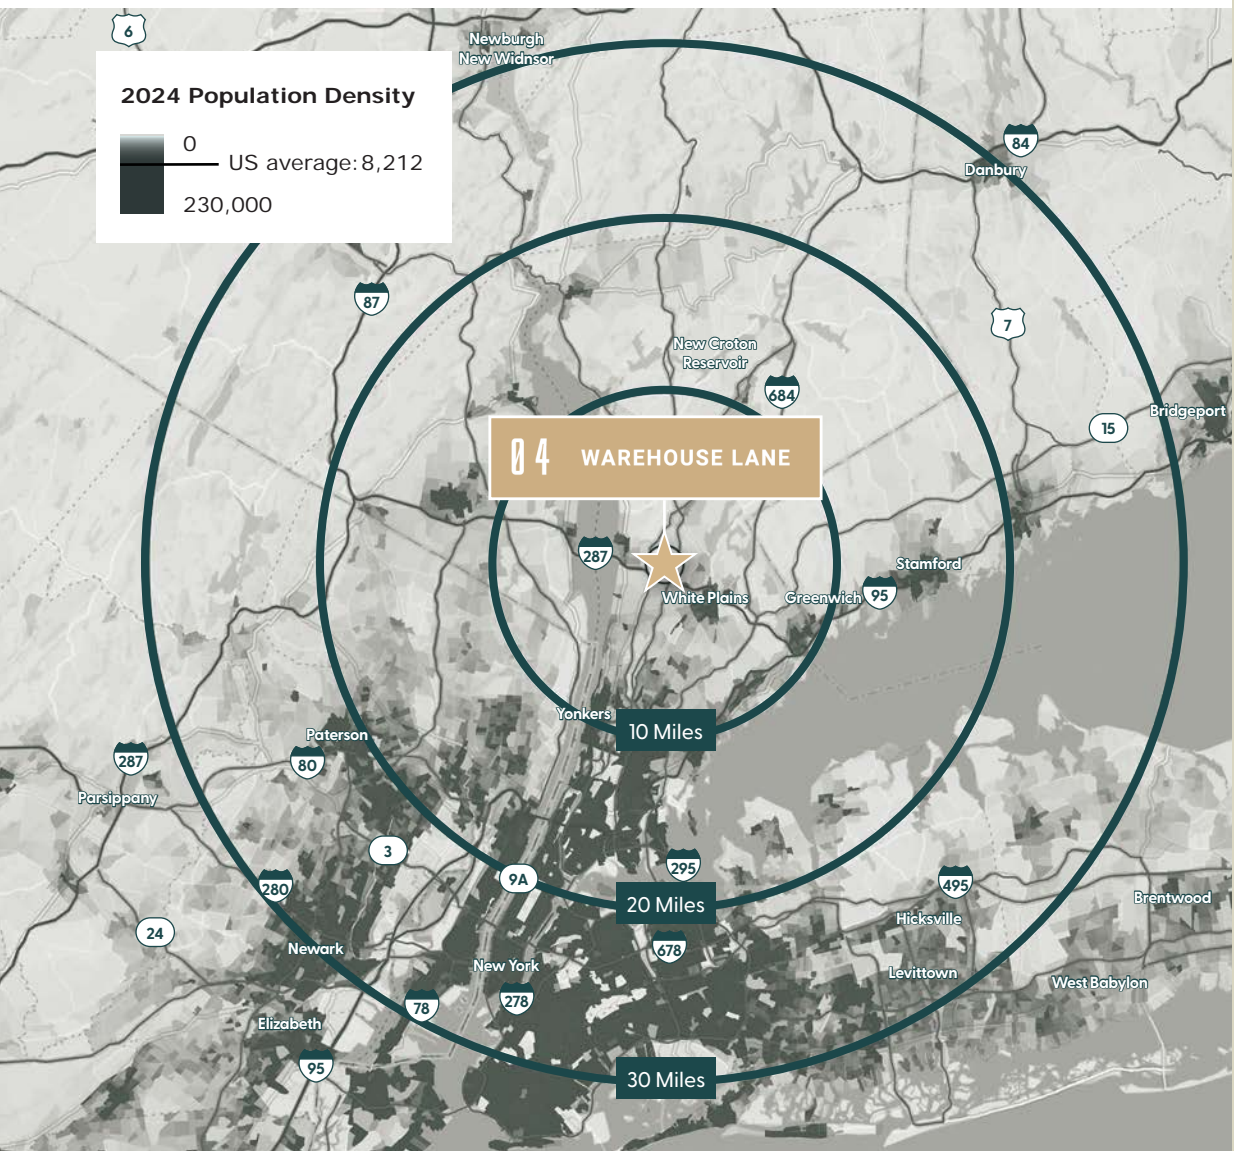 6
Newburgh
New Widnsor
2024 Population Density
0
US average: 8,212
230,000
84
Danbury
87
7
New Croton
Reservoir
684
15
Bridgeport
04 WAREHOUSE LANE
287
Stamford
White Plains
Greenwich
95
Yonkers
10 Miles
Paterson
80
287
Parsippany
3
9A
295
280
495
20 Miles
Brentwood
Hicksville
24
Newark
678
New York
Levittown
West Babylon
278
78
Elizabeth
95
30 Miles